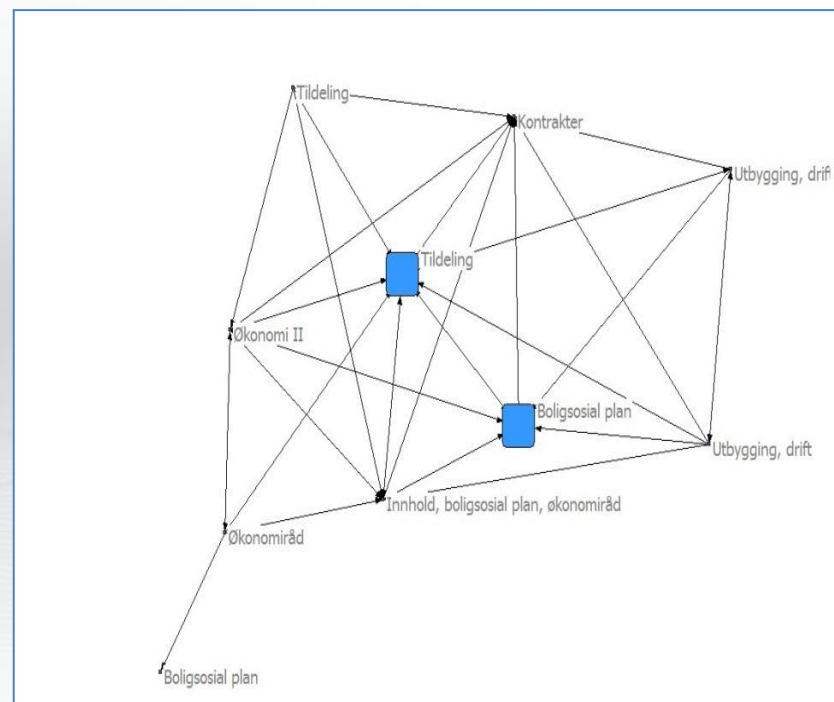 Tildeling
Kontrakter
Utbygging, drift
Tildeling
Økonomi II
Boligsosial plan
Utbygging, drift
Innhold, boligsosial plan, økonomiråd
Økonomiråd
Boligsosial plan